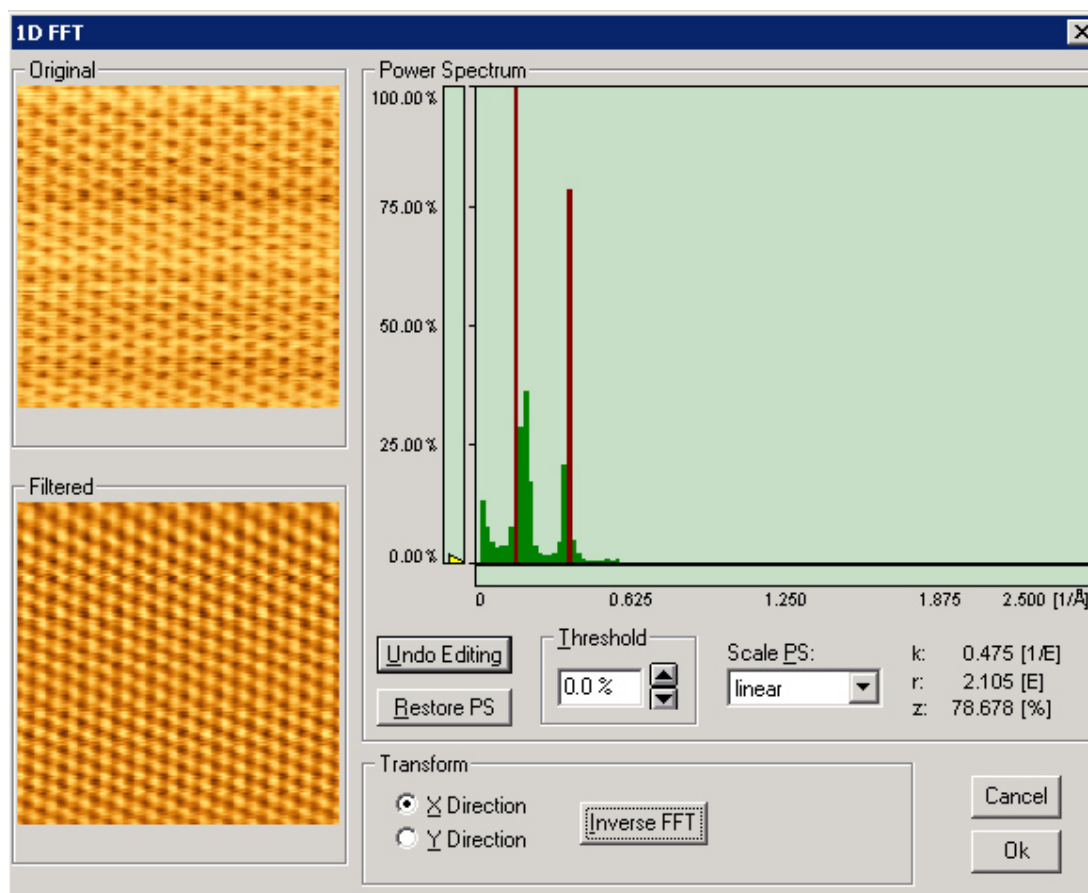 1D FFT
Original
Filtered
Power Spectrum
100.00 %
75.00 %
50.00 %
25.00 %
0.00 %
0 0.625 1.250 1.875 2.500 [1/Å]
Undo Editing
Restore PS
Threshold
0.0 %
Scale PS:
linear
k: 0.475 [1/E]
r: 2.105 [E]
z: 78.678 [%]
Transform
X Direction
Y Direction
Inverse FFT
Cancel
Ok